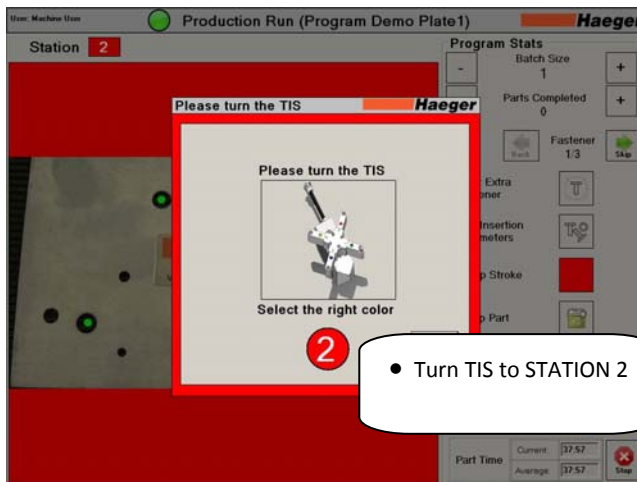 User: Machine User
Production Run (Program Demo Plate1)
Haeger
Station 2
Program Stats
Batch Size
-
1
+
Parts Completed
0
+
Back
Fastener
1/3
Skip
Please turn the TIS
Haeger
Please turn the TIS
Select the right color
2
Extra
Insertion
Stroke
Part
• Turn TIS to STATION 2
Part Time
Current: 37:57
Average: 37:57
Stop